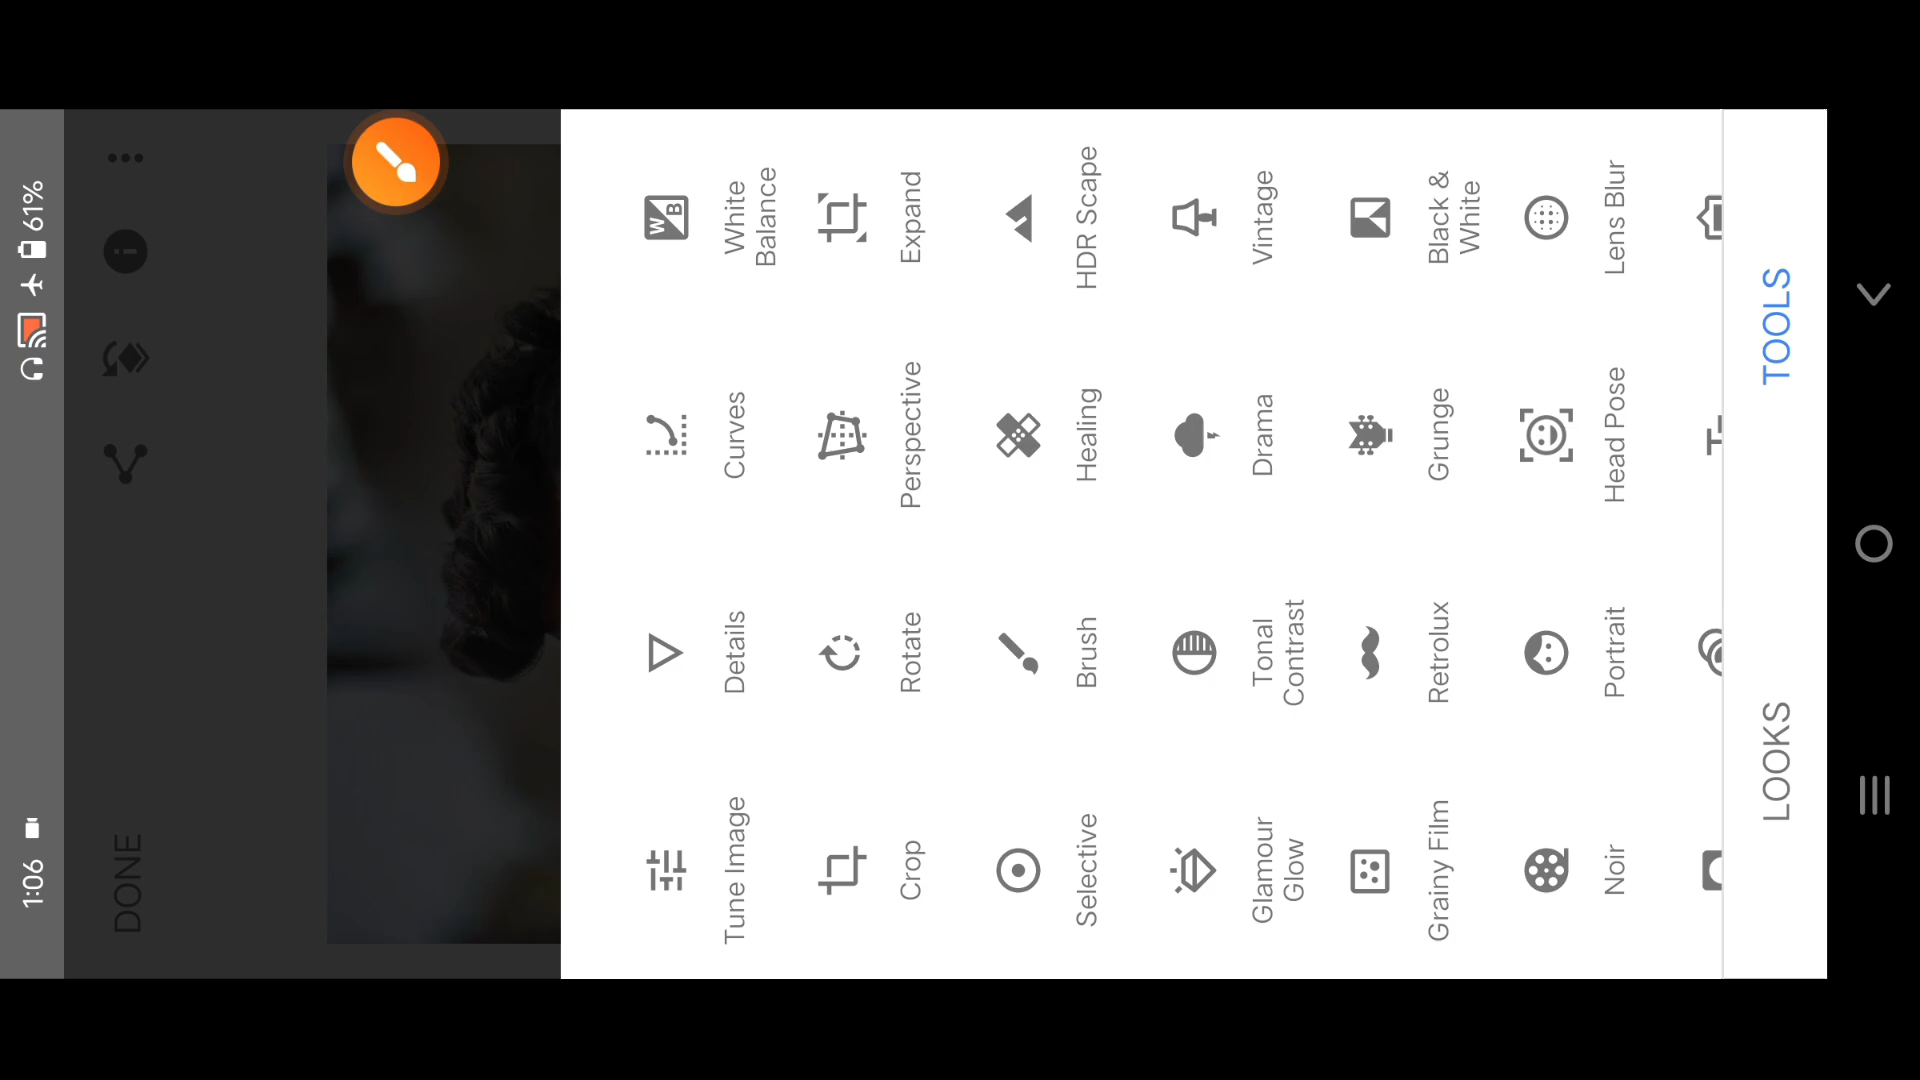 1:06
61%
DONE
Tune Image
Details
Curves
White
Balance
Crop
Rotate
Perspective
Expand
Selective
Brush
Healing
HDR Scape
Glamour
Glow
Tonal
Contrast
Drama
Vintage
Grainy Film
Retrolux
Grunge
Black &
White
Noir
Portrait
Head Pose
Lens Blur
LOOKS
TOOLS